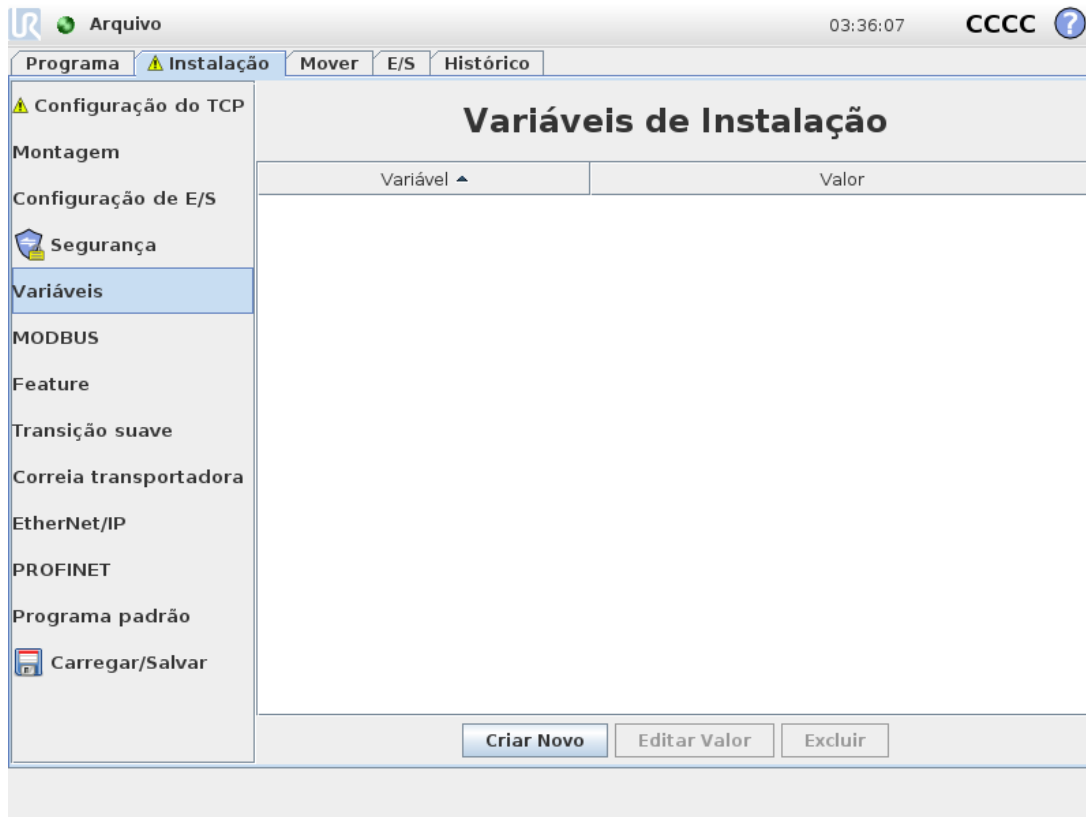 UR Arquivo 03:36:07 CCCC ?
Programa Instalação Mover E/S Histórico
Configuração do TCP
Montagem
Configuração de E/S
Segurança
Variáveis
MODBUS
Feature
Transição suave
Correia transportadora
EtherNet/IP
PROFINET
Programa padrão
Carregar/Salvar
Variáveis de Instalação
Variável Valor
Criar Novo Editar Valor Excluir